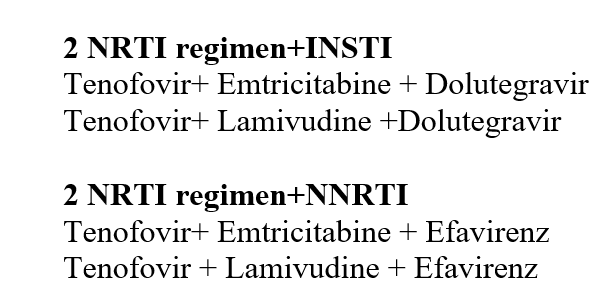 2 NRTI regimen+INSTI
Tenofovir+ Emtricitabine + Dolutegravir
Tenofovir+ Lamivudine +Dolutegravir
2 NRTI regimen+NNRTI
Tenofovir+ Emtricitabine + Efavirenz
Tenofovir + Lamivudine + Efavirenz